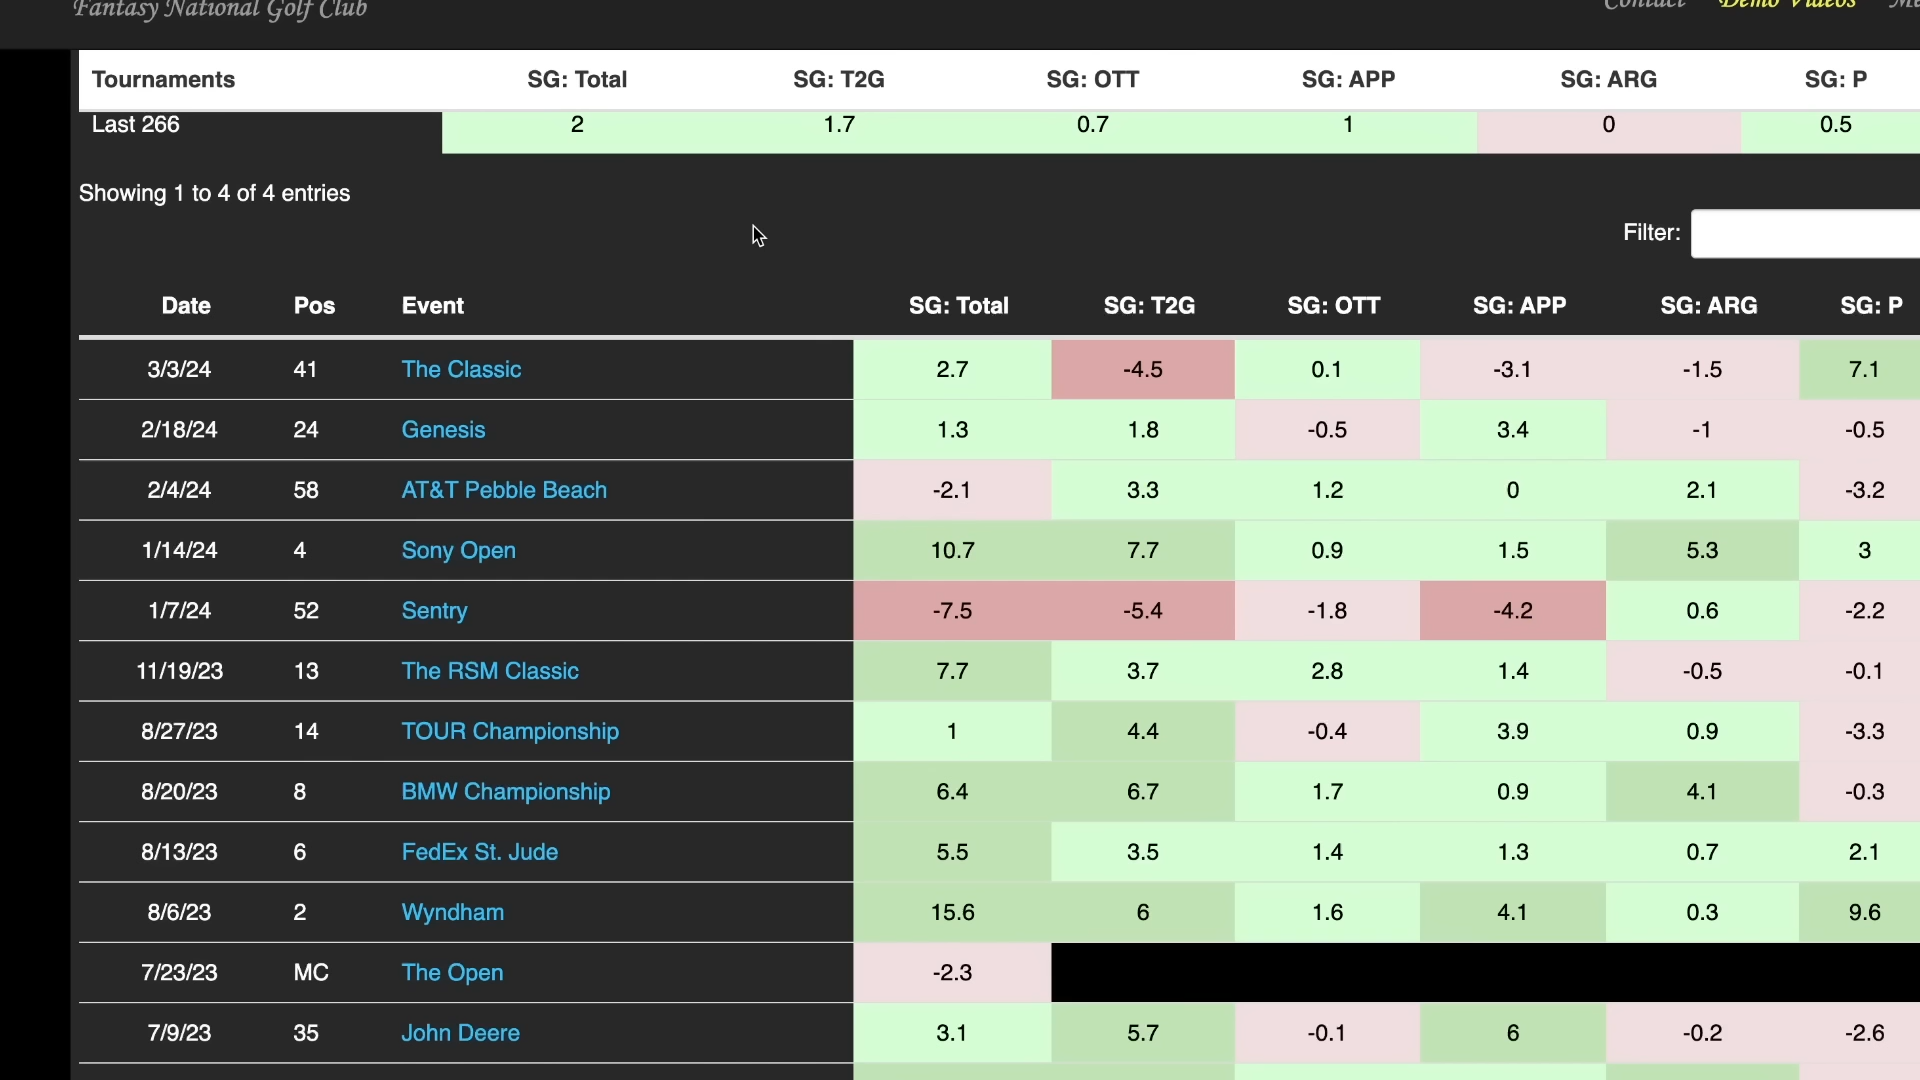 Fantasy National Golf Club Contact Demo Videos
Tournaments SG: Total SG: T2G SG: OTT SG: APP SG: ARG SG: P
Last 266 2 1.7 0.7 1 0 0.5
Showing 1 to 4 of 4 entries
Filter:
Date Pos Event SG: Total SG: T2G SG: OTT SG: APP SG: ARG SG: P
3/3/24 41 The Classic 2.7 -4.5 0.1 -3.1 -1.5 7.1
2/18/24 24 Genesis 1.3 1.8 -0.5 3.4 -1 -0.5
2/4/24 58 AT&T Pebble Beach -2.1 3.3 1.2 0 2.1 -3.2
1/14/24 4 Sony Open 10.7 7.7 0.9 1.5 5.3 3
1/7/24 52 Sentry -7.5 -5.4 -1.8 -4.2 0.6 -2.2
11/19/23 13 The RSM Classic 7.7 3.7 2.8 1.4 -0.5 -0.1
8/27/23 14 TOUR Championship 1 4.4 -0.4 3.9 0.9 -3.3
8/20/23 8 BMW Championship 6.4 6.7 1.7 0.9 4.1 -0.3
8/13/23 6 FedEx St. Jude 5.5 3.5 1.4 1.3 0.7 2.1
8/6/23 2 Wyndham 15.6 6 1.6 4.1 0.3 9.6
7/23/23 MC The Open -2.3
7/9/23 35 John Deere 3.1 5.7 -0.1 6 -0.2 -2.6